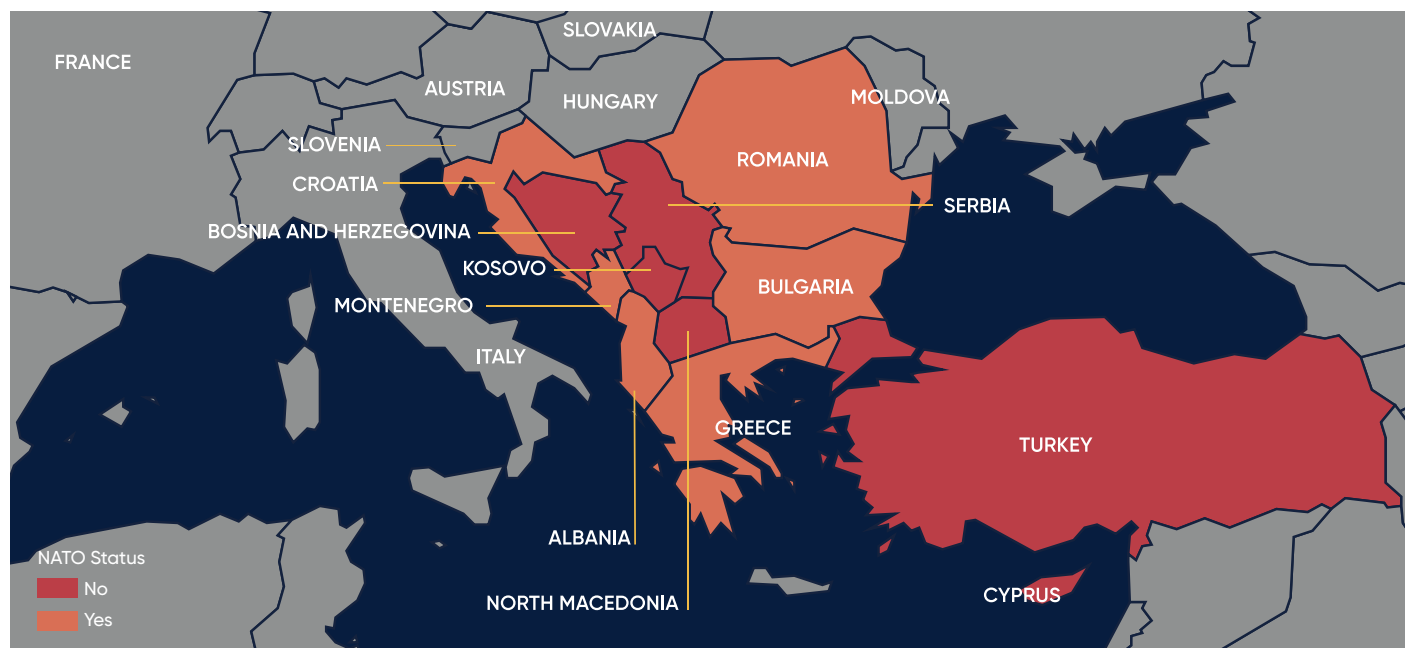 SLOVAKIA
FRANCE
AUSTRIA
HUNGARY
MOLDOVA
SLOVENIA
ROMANIA
CROATIA
SERBIA
BOSNIA AND HERZEGOVINA
KOSOVO
BULGARIA
MONTENEGRO
ITALY
GREECE
TURKEY
ALBANIA
CYPRUS
NORTH MACEDONIA
NATO Status
No
Yes